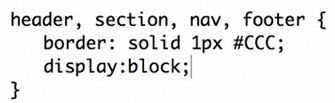 header, section, nav, footer {
    border: solid 1px #CCC;
    display:block;
}